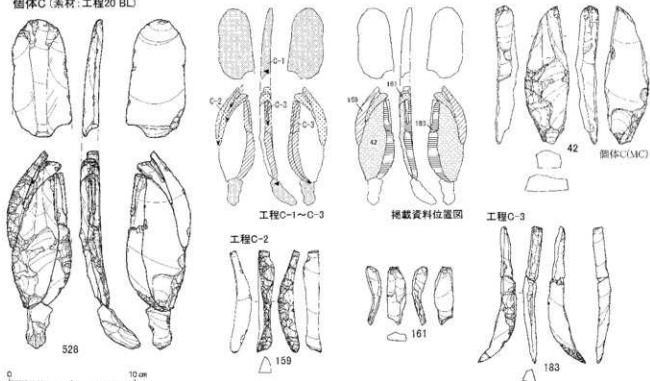 個体C(素材:工程20 BL)
C-1
C-2
C-3
C-3
工程C-1～C-3
161
159
183
42
掲載資料位置図
42
個体C(MC)
528
0 10cm
工程C-2
159
161
工程C-3
183